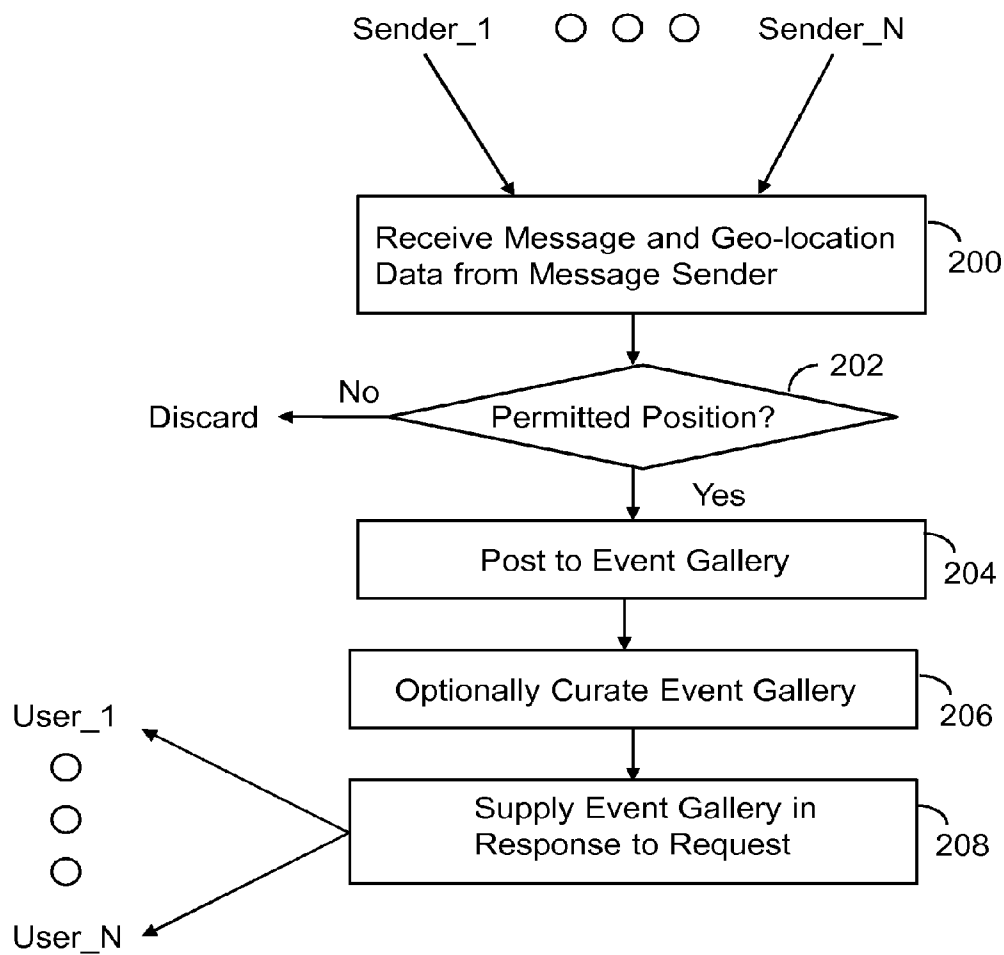 Sender_1
Sender_N
Receive Message and Geo-location
Data from Message Sender
200
202
No
Discard
Permitted Position?
Yes
Post to Event Gallery
204
Optionally Curate Event Gallery
206
User_1
Supply Event Gallery in
Response to Request
208
User_N